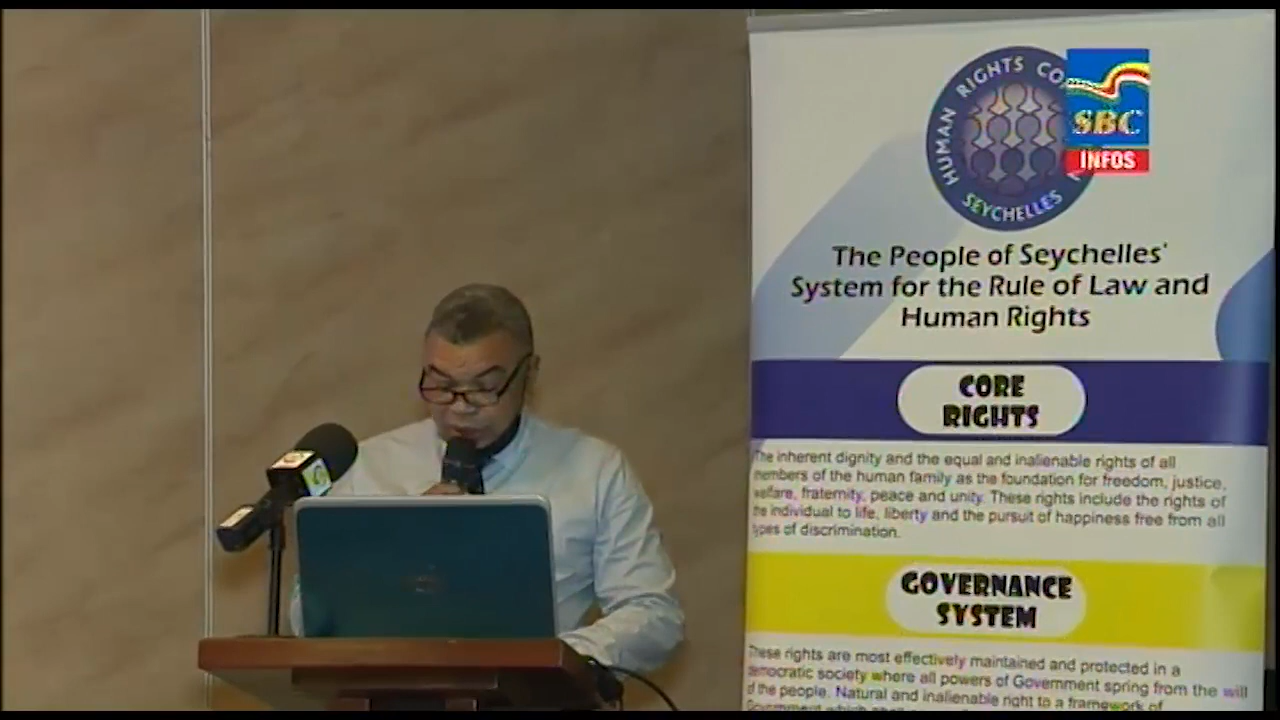 HUMAN RIGHTS CO
SEYCHELLES
SBC
INFOS
The People of Seychelles'
System for the Rule of Law and
Human Rights
CORE
RIGHTS
The inherent dignity and the equal and inalienable rights of all
members of the human family as the foundation for freedom, justice,
welfare, fraternity, peace and unity. These rights include the rights of
the individual to life, liberty and the pursuit of happiness free from all
types of discrimination.
GOVERNANCE
SYSTEM
These rights are most effectively maintained and protected in a
democratic society where all powers of Government spring from the will
of the people. Natural and inalienable right to a framework of
Government which shall